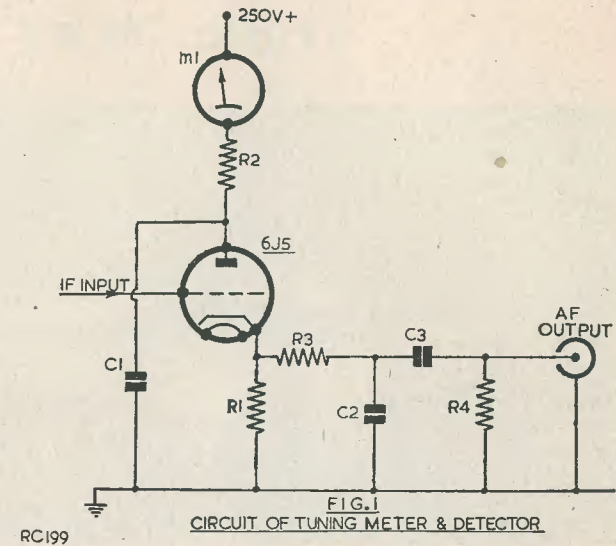 250V+
m1
R2
6J5
IF INPUT
C1
R3
C3
AF
OUTPUT
R1
C2
R4
FIG.1
CIRCUIT OF TUNING METER & DETECTOR
RC199